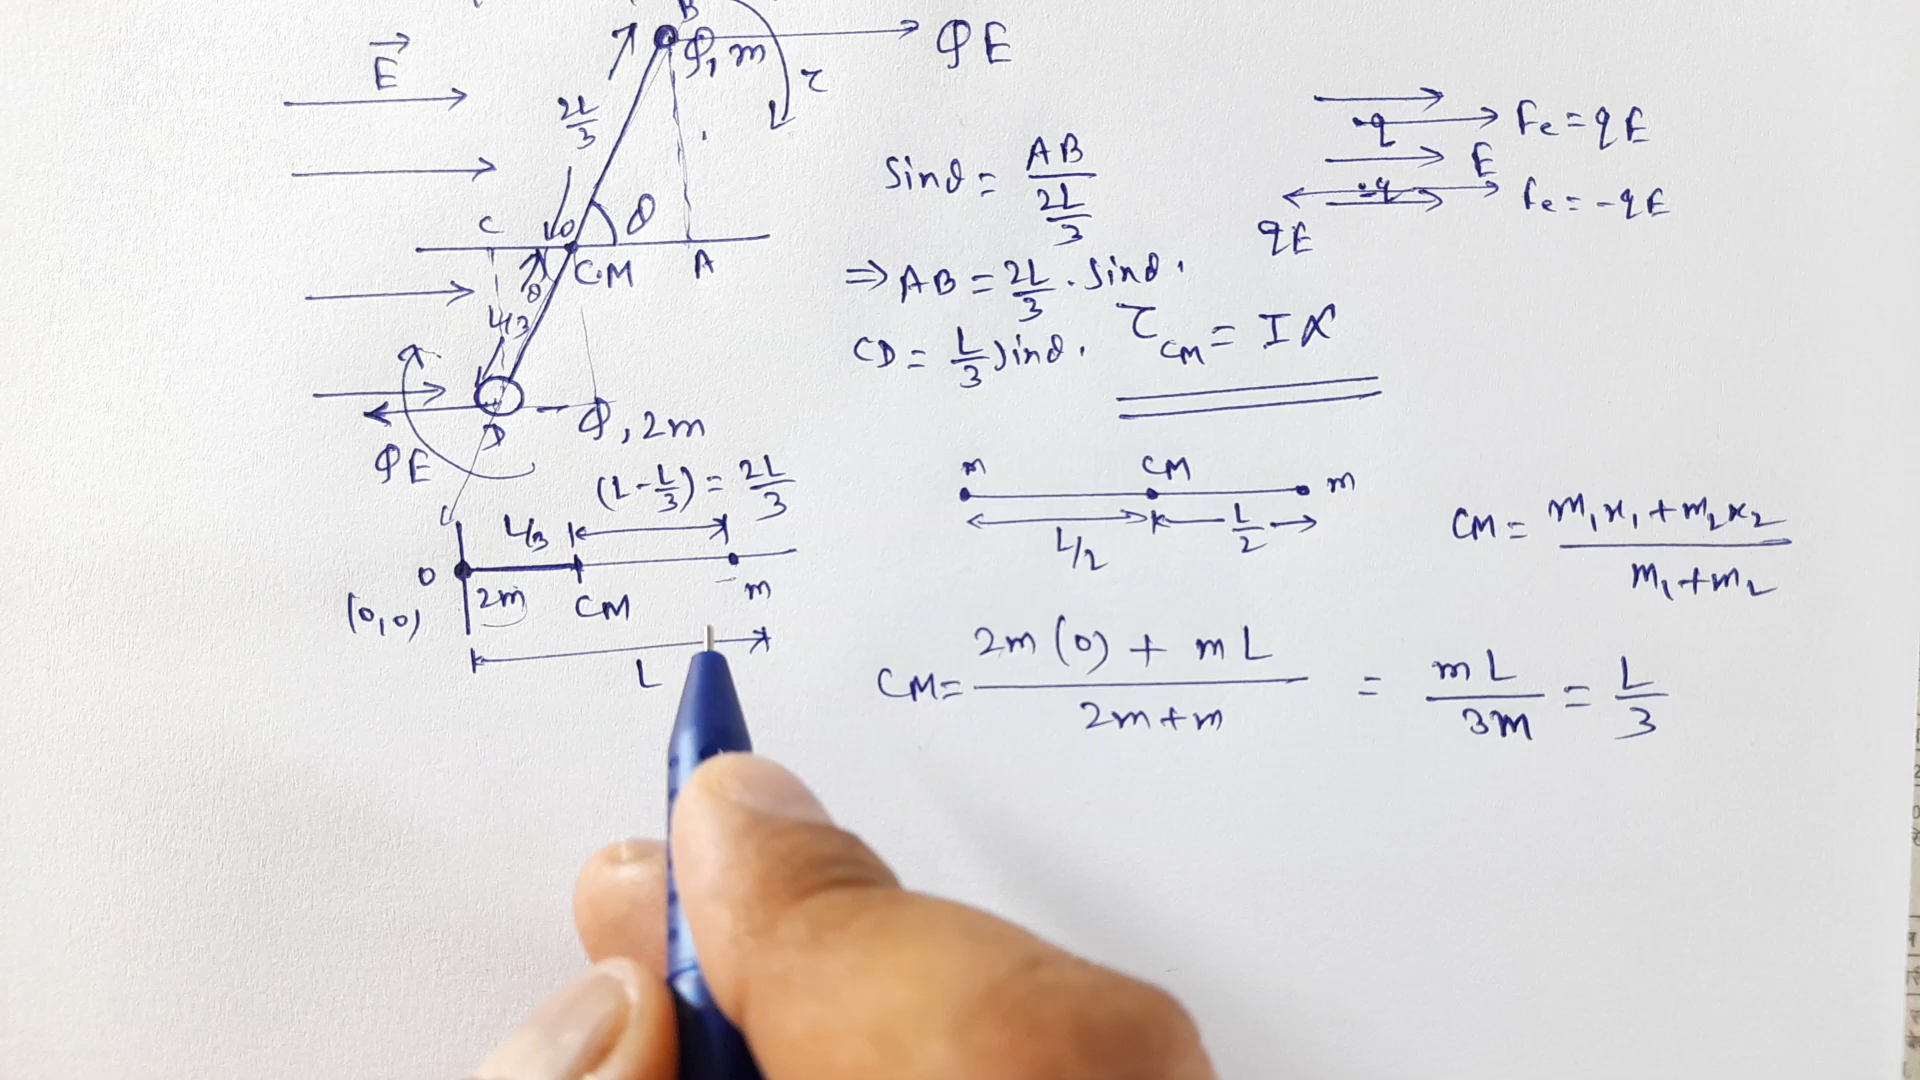 B
E
Φ, m
ΦE
τ
2L/3
θ
C
O
C.M
A
θ
L/3
D
-Φ, 2m
ΦE
Sinθ = AB / (2L/3)
⇒ AB = 2L/3 . Sinθ.
CD = L/3 Sinθ.
τCM = Iα
q
Fe = qE
E
-q
Fe = -qE
qE
(L - L/3) = 2L/3
L/3
O
(0,0)
2m
CM
m
L
m
CM
m
L/2
L/2
CM = (m₁x₁ + m₂x₂) / (m₁ + m₂)
CM = (2m(0) + mL) / (2m + m) = mL / 3m = L/3